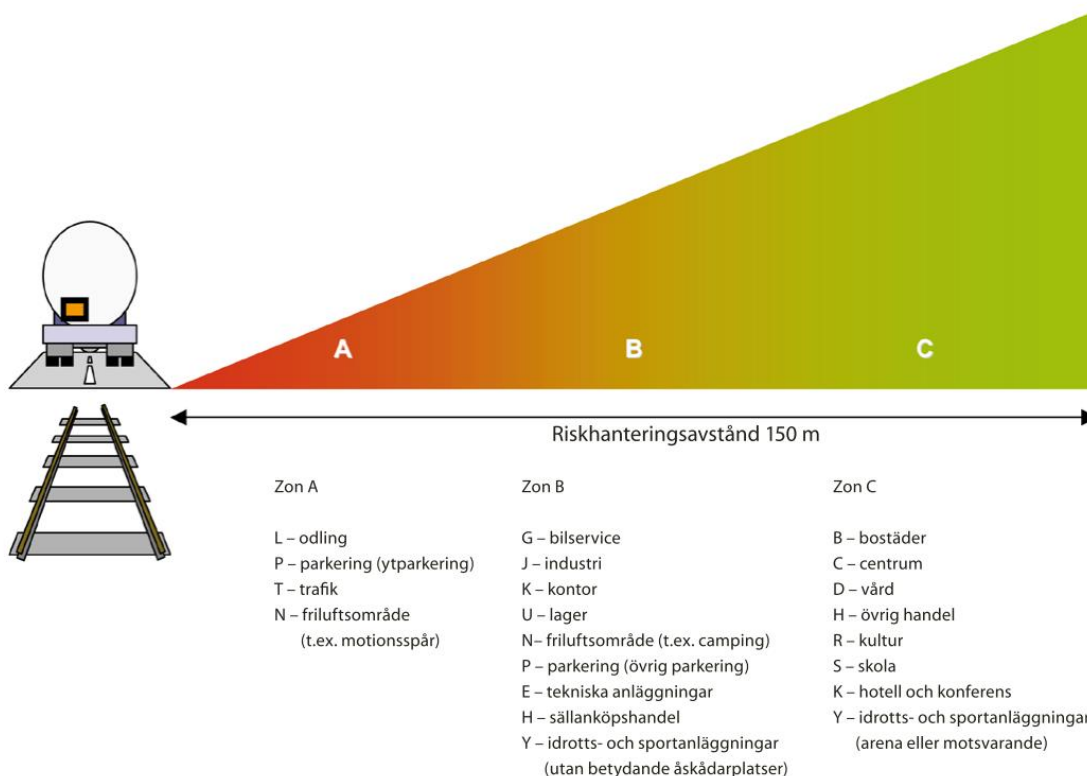 A
B
C
Riskhanteringsavstånd 150 m
Zon A
L – odling
P – parkering (ytparkering)
T – trafik
N – friluftsområde
(t.ex. motionsspår)
Zon B
G – bilservice
J – industri
K – kontor
U – lager
N– friluftsområde (t.ex. camping)
P – parkering (övrig parkering)
E – tekniska anläggningar
H – sällanköpshandel
Y – idrotts- och sportanläggningar
(utan betydande åskådarplatser)
Zon C
B – bostäder
C – centrum
D – vård
H – övrig handel
R – kultur
S – skola
K – hotell och konferens
Y – idrotts- och sportanläggningar
(arena eller motsvarande)